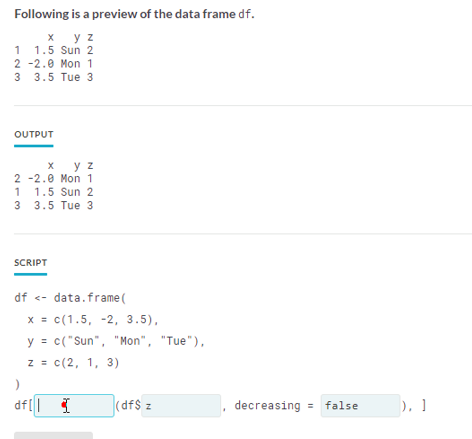 Following is a preview of the data frame df.
x y z
1 1.5 Sun 2
2 -2.0 Mon 1
3 3.5 Tue 3
OUTPUT
x y z
2 -2.0 Mon 1
1 1.5 Sun 2
3 3.5 Tue 3
SCRIPT
df <- data.frame(
x = c(1.5, -2, 3.5),
y = c("Sun", "Mon", "Tue"),
z = c(2, 1, 3)
)
df[ (df$ z , decreasing = false ), ]